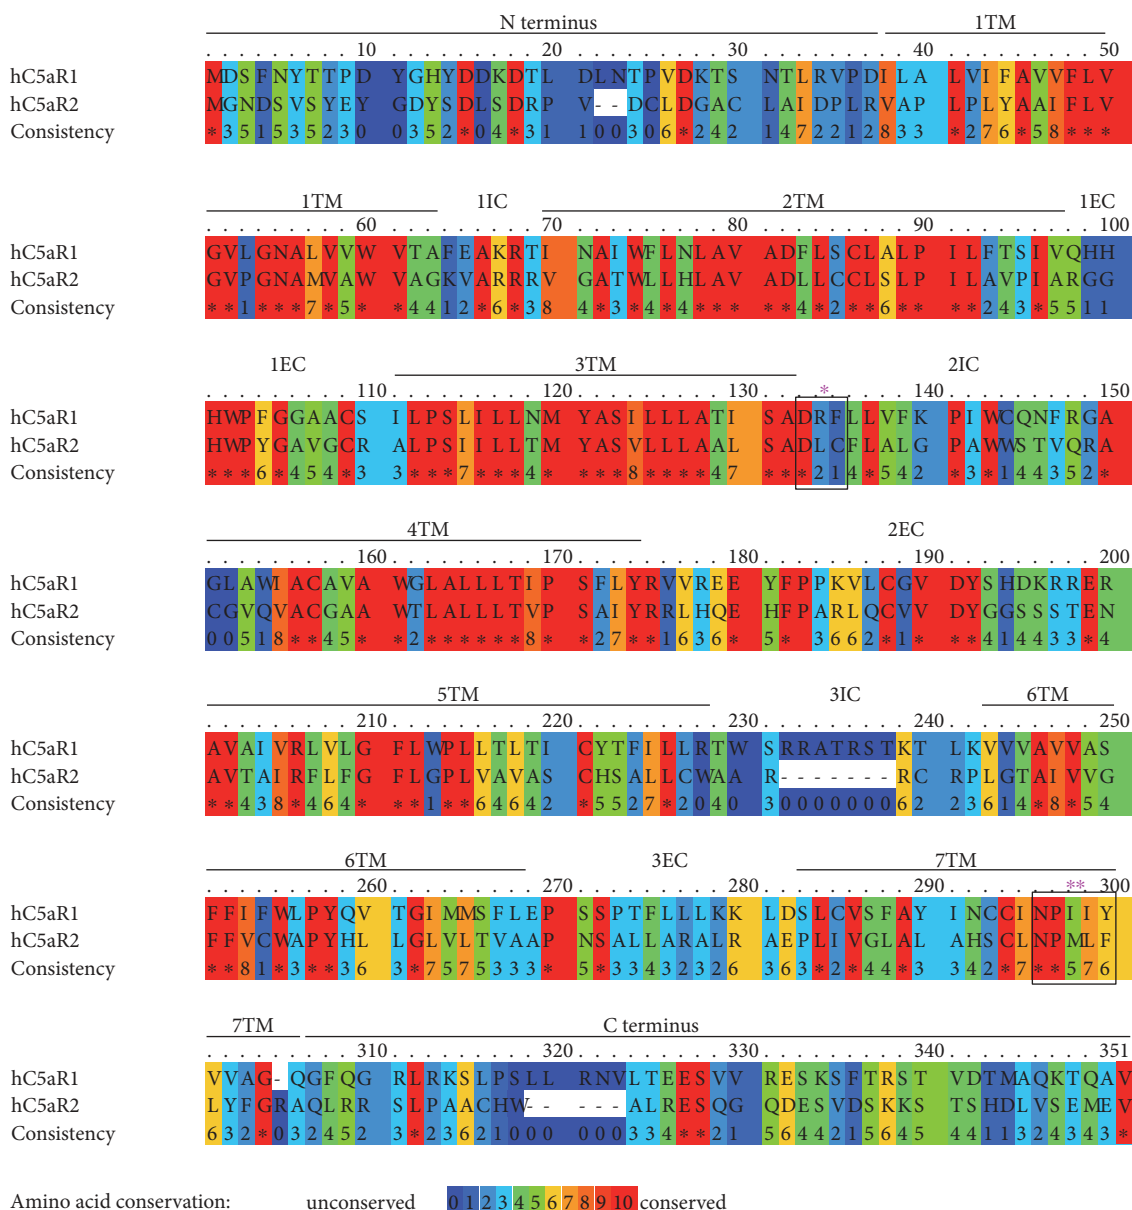 N terminus 1TM
. . . . . . . . . 10 . . . . . . . . . 20 . . . . . . . . . 30 . . . . . . . . . 40 . . . . . . . . . 50
hC5aR1 MDSFNYTTPD YGHYDDKDTL DLNTPVDKTS NTLRVPDILA LVIFAVVFLV
hC5aR2 MGNDSVSYEY GDYSDLSDRP V--DCLDGAC LAIDPLRVAP LPLYAAIFLV
Consistency *351535230 0352*04*31 100306*242 1472212833 *276*58***
1TM 1IC 2TM 1EC
. . . . . . . . . 60 . . . . . . . . . 70 . . . . . . . . . 80 . . . . . . . . . 90 . . . . . . . . . 100
hC5aR1 GVLGNALVVW VTAFEAKRTI NAIWFLNLAV ADFLSCLALP ILFTSIVQHH
hC5aR2 GVPGNAMVAW VAGKVARRRV GATWLLHLAV ADLLCCLSLP ILAVPIARGG
Consistency **1***7*5* *4412*6*38 4*3*4*4*** **4*2**6** **243*5511
1EC 3TM 2IC
. . . . . . . . . 110 . . . . . . . . . 120 . . . . . . . . . 130 . . . * . . . . . 140 . . . . . . . . . 150
hC5aR1 HWPFGGAACS ILPSLILLNM YASILLLATI SADRFLLVFK PIWCQNFRGA
hC5aR2 HWPYGAVGCR ALPSIILLTM YASVLLLAAL SADLCFLALG PAWWSTVQRA
Consistency ***6*454*3 3***7***4* ***8****47 ***214*542 *3*144352*
4TM 2EC
. . . . . . . . . 160 . . . . . . . . . 170 . . . . . . . . . 180 . . . . . . . . . 190 . . . . . . . . . 200
hC5aR1 GLAWIACAVA WGLALLLTIP SFLYRVVREE YFPPKVLCGV DYSHDKRRER
hC5aR2 CGVQVACGAA WTLALLLTVP SAIYRRLHQE HFPARLQCVV DYGGSSSTEN
Consistency 00518**45* *2******8* *27**1636* 5**3662*1* **414433*4
5TM 3IC 6TM
. . . . . . . . . 210 . . . . . . . . . 220 . . . . . . . . . 230 . . . . . . . . . 240 . . . . . . . . . 250
hC5aR1 AVAIVRLVLG FLWPLLTLTI CYTFILLRTW SRRATRSTKT LKVVVAVVAS
hC5aR2 AVTAIRFLFG FLGPLVAVAS CHSALLCWAA R-------RC RPLGTAIVVG
Consistency **438*464* **1**64642 *5527*2040 3000000062 23614*8*54
6TM 3EC 7TM
. . . . . . . . . 260 . . . . . . . . . 270 . . . . . . . . . 280 . . . . . . . . . 290 . . . . . . . ** . 300
hC5aR1 FFIFWLPYQV TGIMMSFLEP SSPTFLLLKK LDSLCVSFAY INCCINPIIY
hC5aR2 FFVCWAPYHL LGLVLTVAAP NSALLARALR AEPLIVGLAL AHSCLNPMLF
Consistency **81*3**36 3*7575333* 5*33432326 363*2*44*3 342*7**576
7TM C terminus
. . . . . . . . . 310 . . . . . . . . . 320 . . . . . . . . . 330 . . . . . . . . . 340 . . . . . . . . . 351
hC5aR1 VVAG-QGFQG RLRKSLPSLL RNVLTEESVV RESKSFTRST VDTMAQKTQAV
hC5aR2 LYFGRAQLRR SLPAACHW-- ---ALRESQG QDESVDSKKS TSHDLVSEMEV
Consistency 632*032452 3*23621000 000334**21 5644215645 4411324343*
Amino acid conservation: unconserved 0 1 2 3 4 5 6 7 8 9 10 conserved